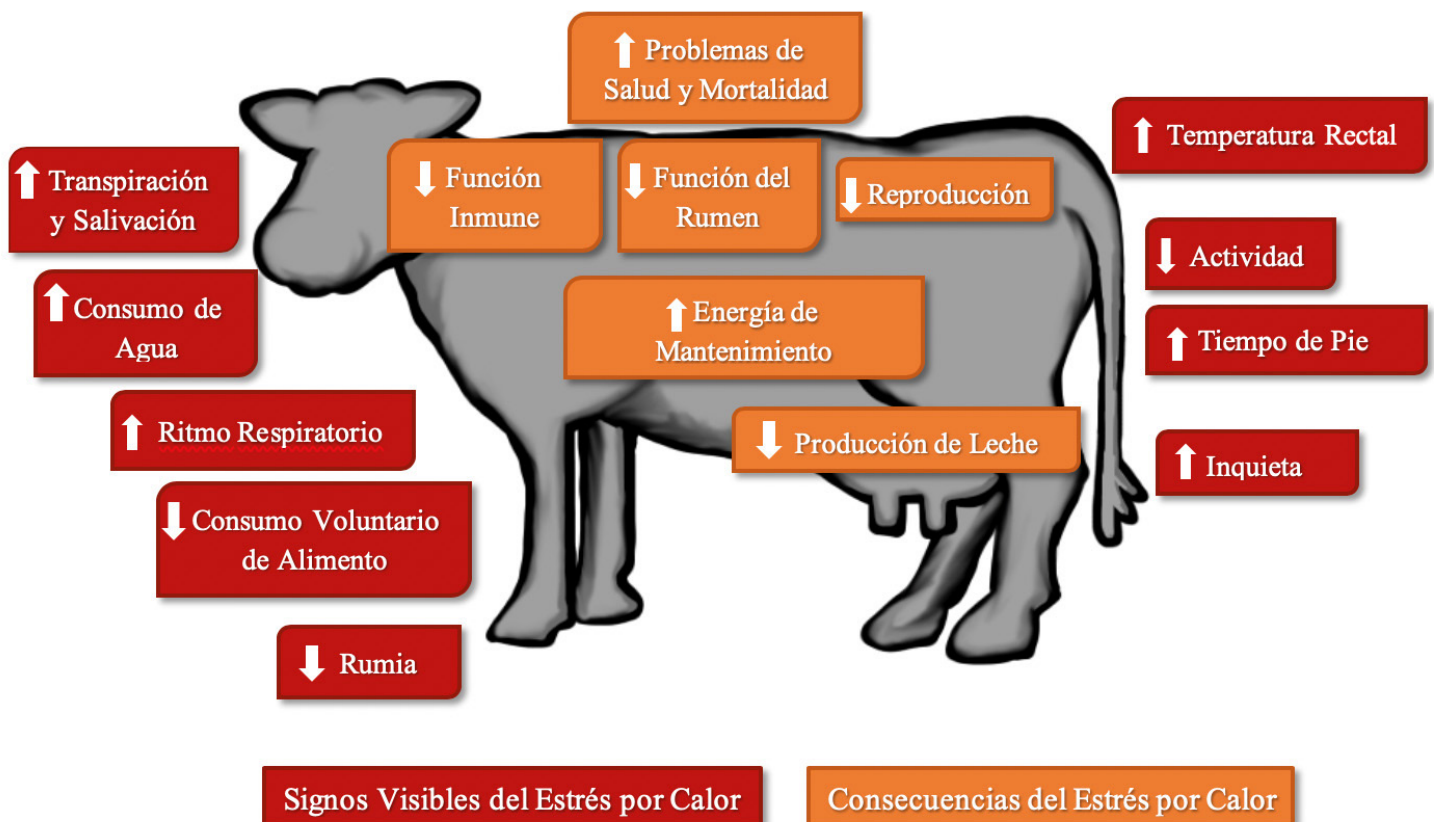 ↑ Problemas de
Salud y Mortalidad
↑ Transpiración
y Salivación
↓ Función
Inmune
↓ Función del
Rumen
↓ Reproducción
↑ Temperatura Rectal
↑ Consumo de
Agua
↑ Energía de
Mantenimiento
↓ Actividad
↑ Tiempo de Pie
↑ Ritmo Respiratorio
↓ Producción de Leche
↑ Inquieta
↓ Consumo Voluntario
de Alimento
↓ Rumia
Signos Visibles del Estrés por Calor
Consecuencias del Estrés por Calor